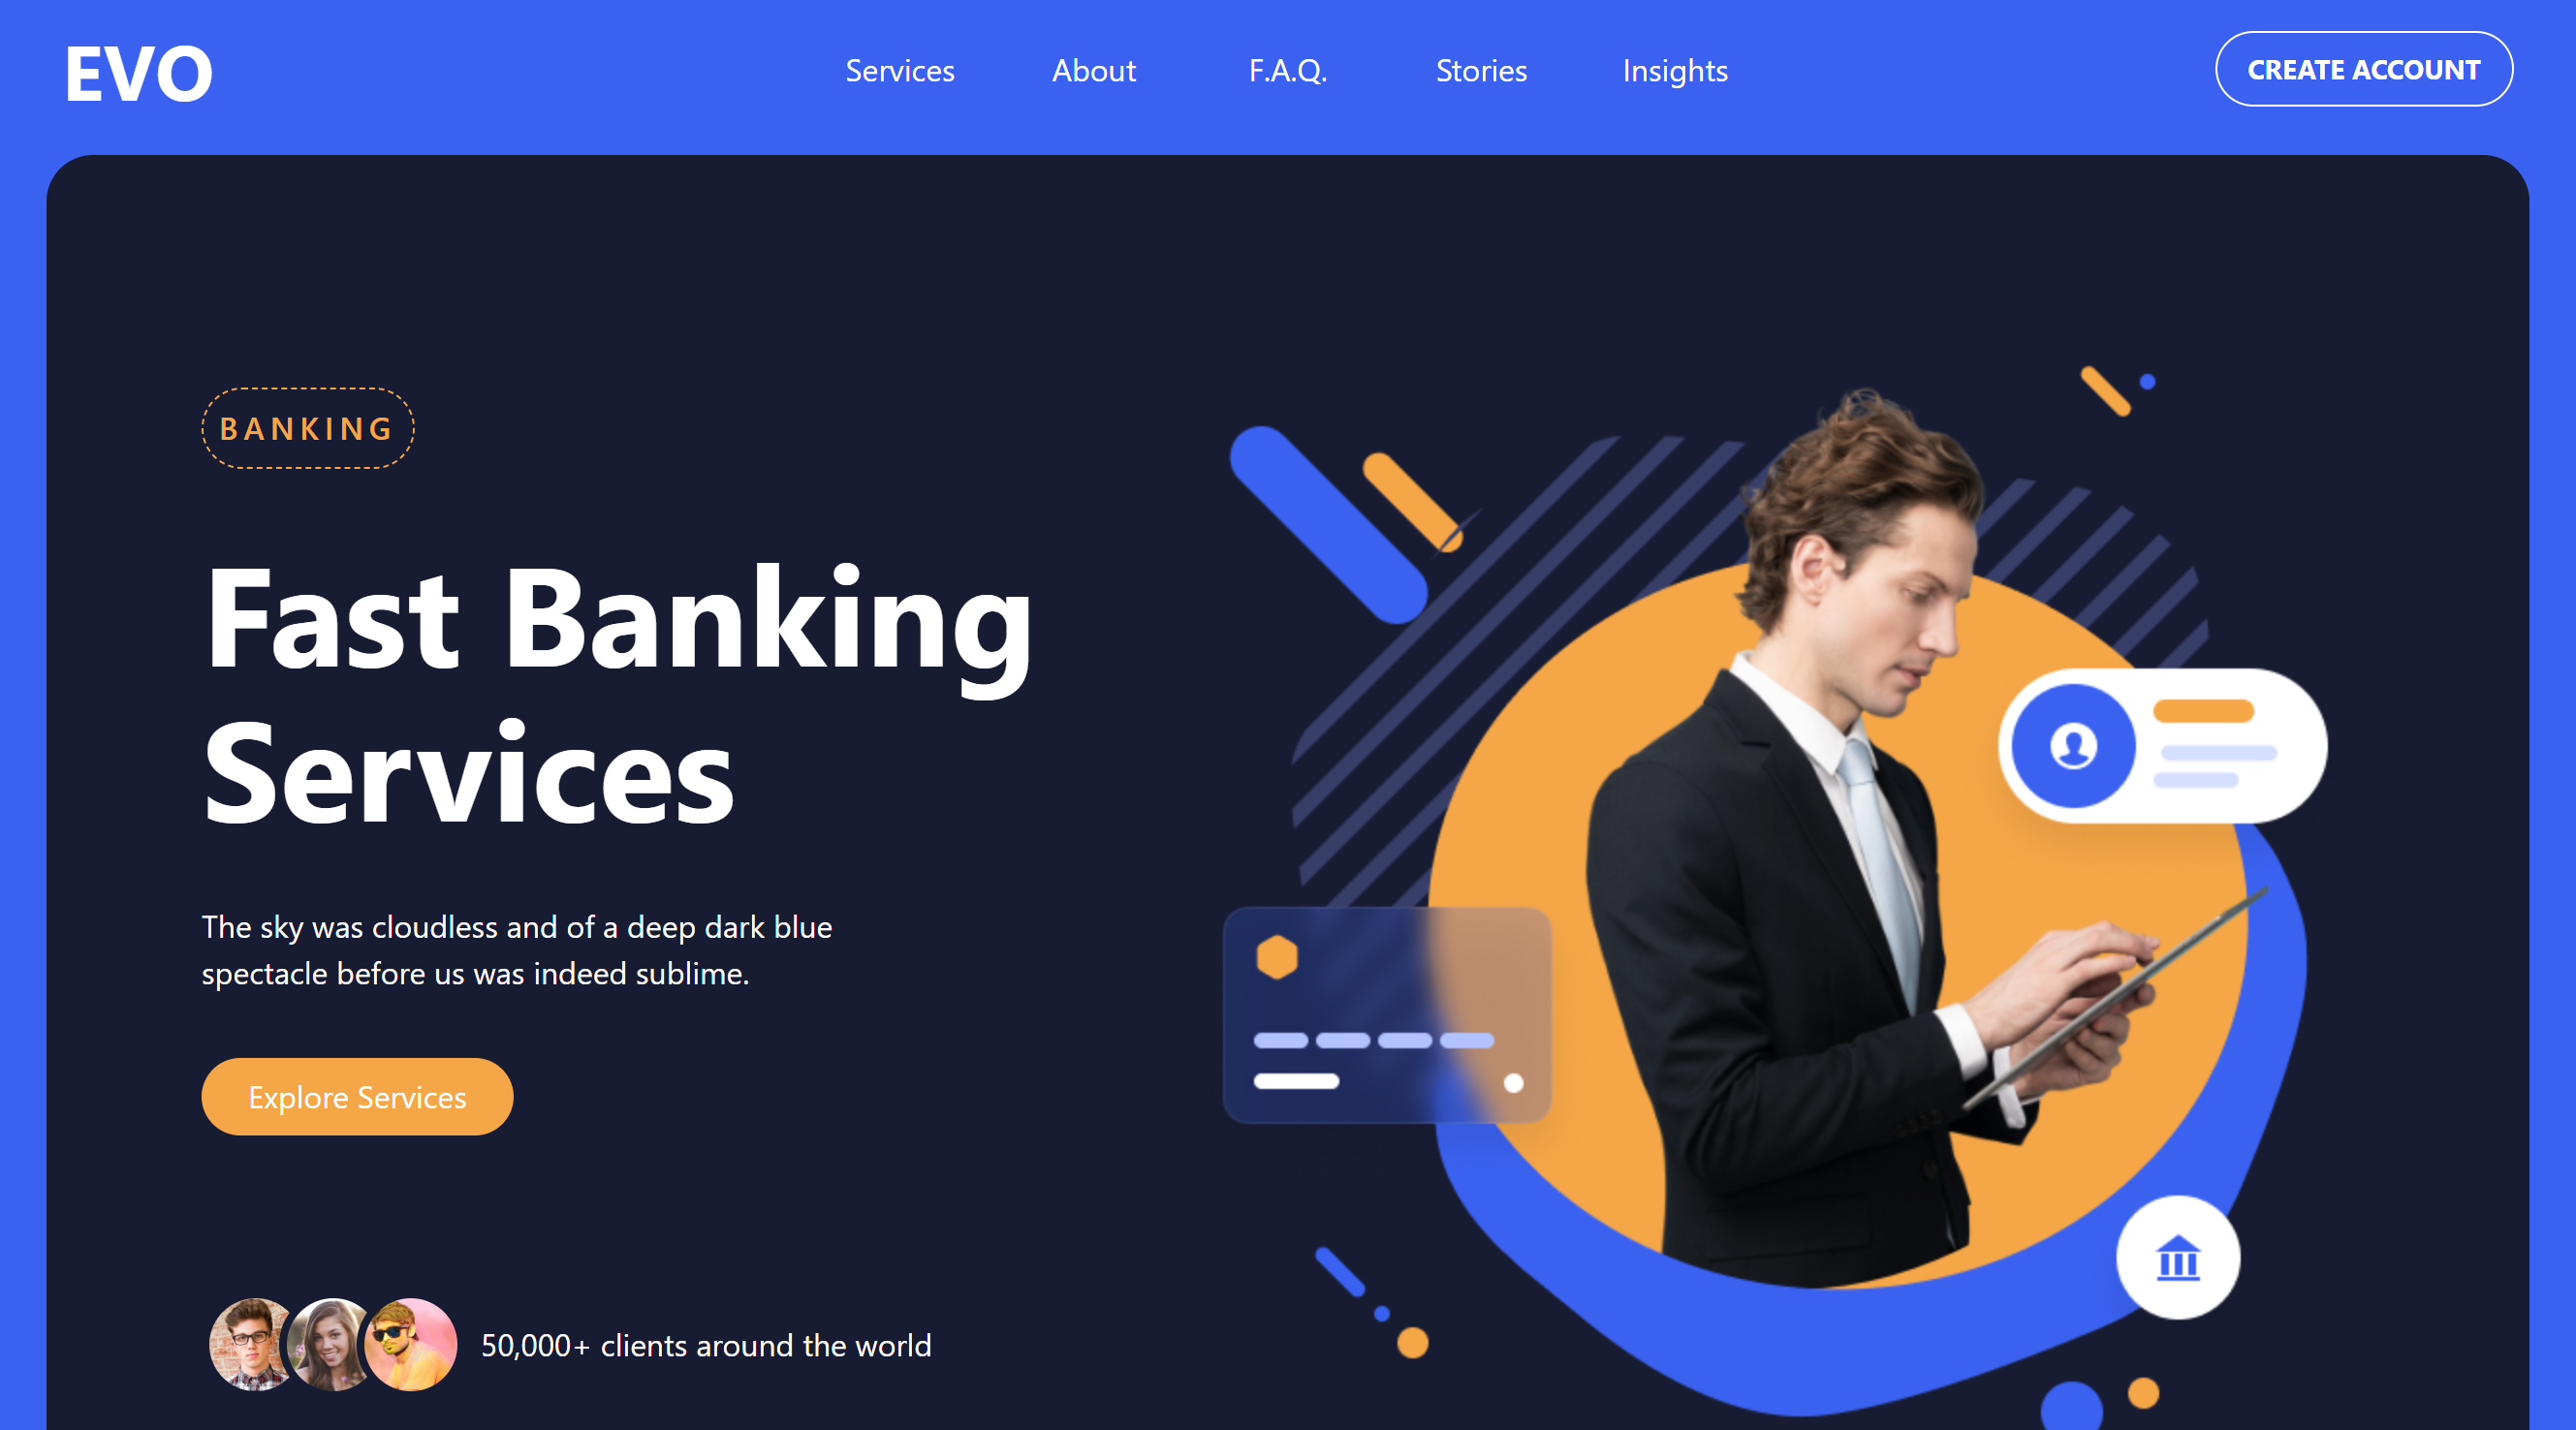 EVO
Services
About
F.A.Q.
Stories
Insights
CREATE ACCOUNT
BANKING
Fast Banking
Services
The sky was cloudless and of a deep dark blue
spectacle before us was indeed sublime.
Explore Services
50,000+ clients around the world